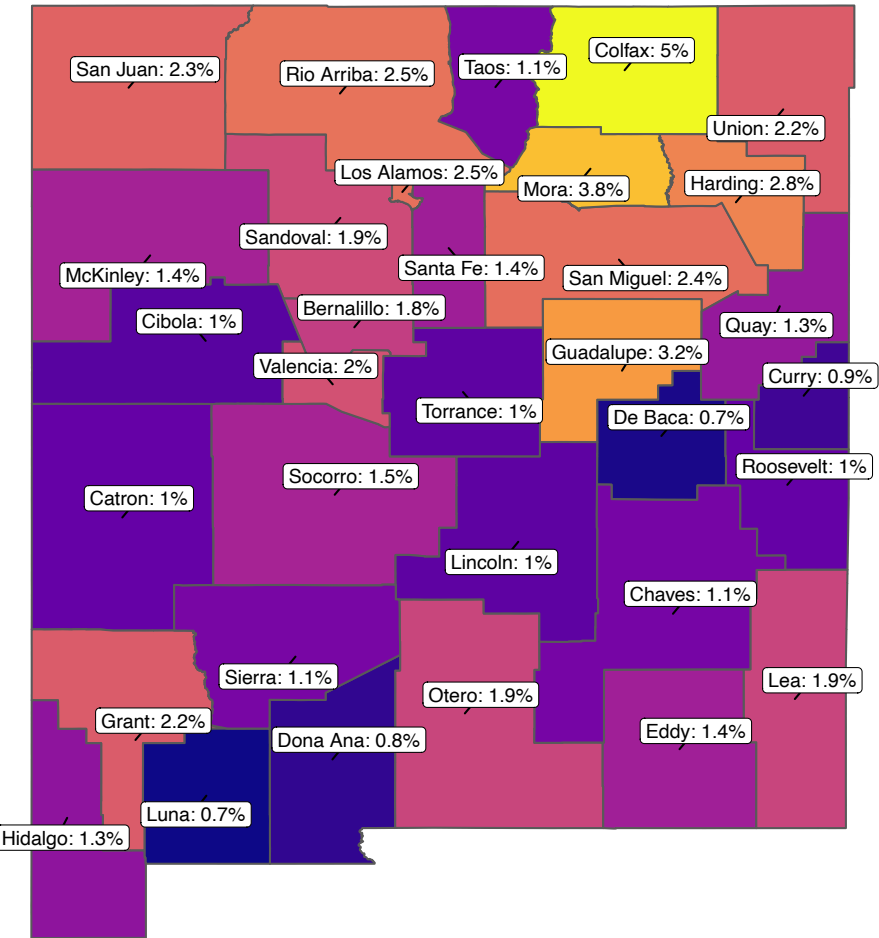 Colfax: 5%
San Juan: 2.3%
Rio Arriba: 2.5%
Taos: 1.1%
Union: 2.2%
Los Alamos: 2.5%
Mora: 3.8%
Harding: 2.8%
Sandoval: 1.9%
McKinley: 1.4%
Santa Fe: 1.4%
San Miguel: 2.4%
Cibola: 1%
Bernalillo: 1.8%
Quay: 1.3%
Guadalupe: 3.2%
Valencia: 2%
Curry: 0.9%
Torrance: 1%
De Baca: 0.7%
Socorro: 1.5%
Roosevelt: 1%
Catron: 1%
Lincoln: 1%
Chaves: 1.1%
Sierra: 1.1%
Lea: 1.9%
Otero: 1.9%
Grant: 2.2%
Eddy: 1.4%
Dona Ana: 0.8%
Luna: 0.7%
Hidalgo: 1.3%